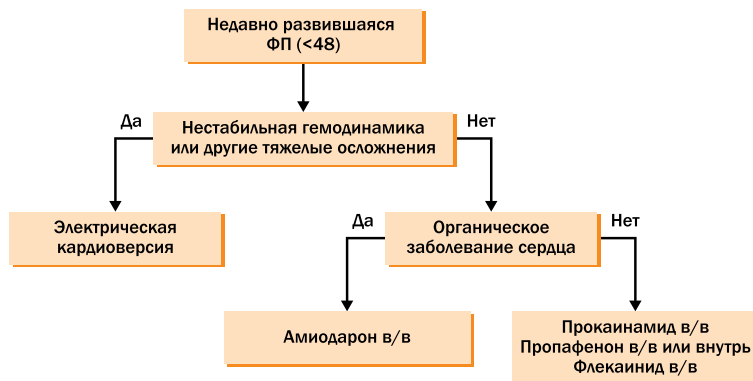 Недавно развившаяся
ФП (<48)
Да
Нет
Нестабильная гемодинамика
или другие тяжелые осложнения
Электрическая
кардиоверсия
Да
Нет
Органическое
заболевание сердца
Амиодарон в/в
Прокаинамид в/в
Пропафенон в/в или внутрь
Флекаинид в/в